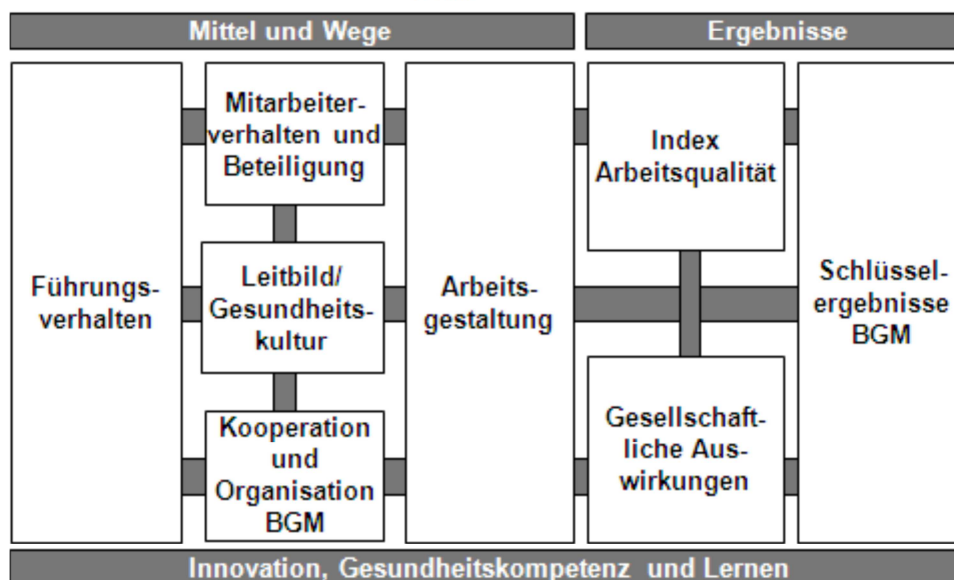 Mittel und Wege
Ergebnisse
Führungs-
verhalten
Mitarbeiter-
verhalten und
Beteiligung
Leitbild/
Gesundheits-
kultur
Kooperation
und
Organisation
BGM
Arbeits-
gestaltung
Index
Arbeitsqualität
Gesellschaft-
liche Aus-
wirkungen
Schlüssel-
ergebnisse
BGM
Innovation, Gesundheitskompetenz und Lernen